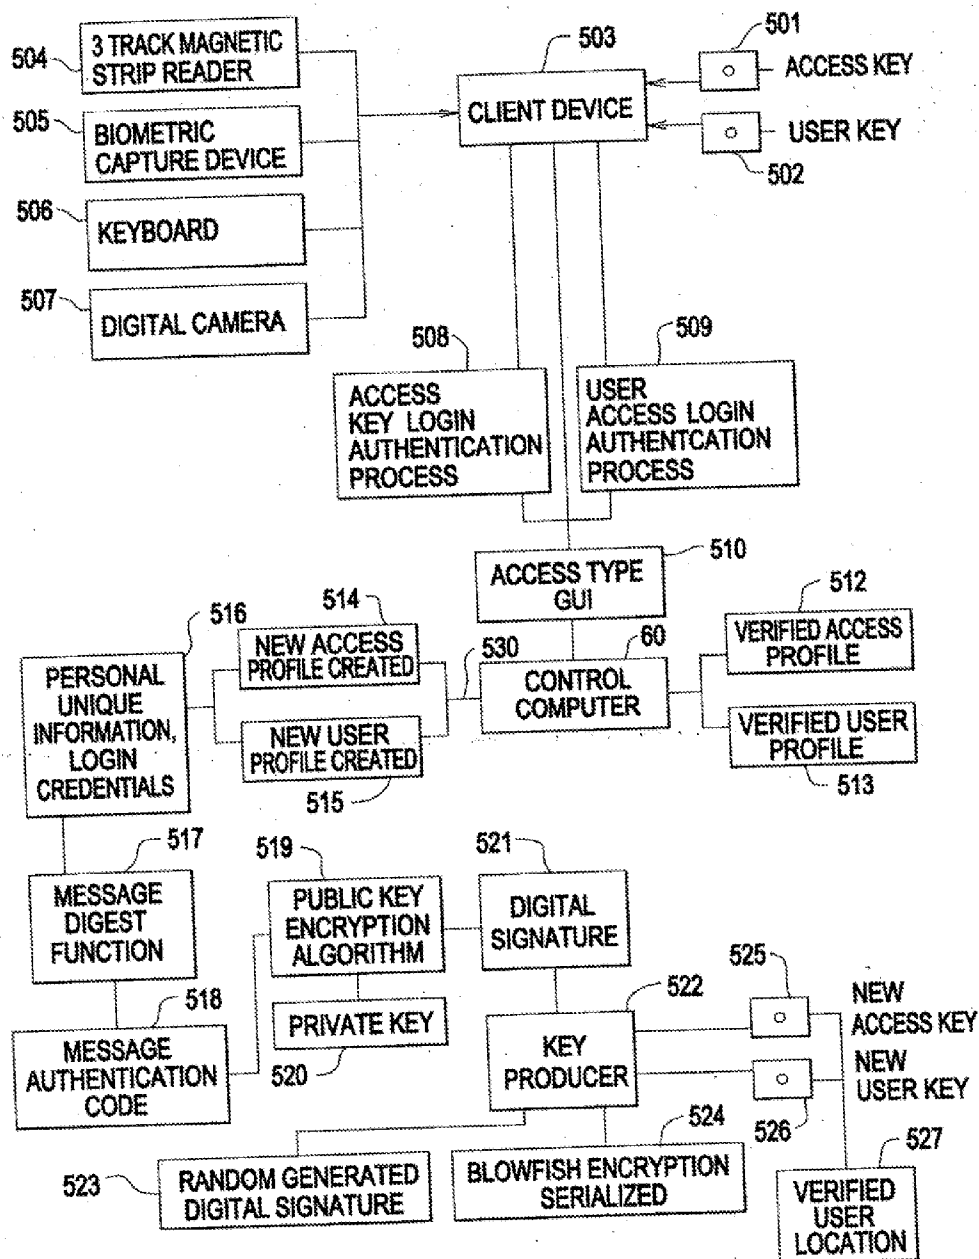 504
3 TRACK MAGNETIC
STRIP READER
503
CLIENT DEVICE
501
ACCESS KEY
505
BIOMETRIC
CAPTURE DEVICE
USER KEY
502
506
KEYBOARD
507
DIGITAL CAMERA
508
ACCESS
KEY LOGIN
AUTHENTICATION
PROCESS
509
USER
ACCESS LOGIN
AUTHENTCATION
PROCESS
510
ACCESS TYPE
GUI
516
PERSONAL
UNIQUE
INFORMATION,
LOGIN
CREDENTIALS
514
NEW ACCESS
PROFILE CREATED
530
60
CONTROL
COMPUTER
512
VERIFIED ACCESS
PROFILE
NEW USER
PROFILE CREATED
515
VERIFIED USER
PROFILE
513
517
MESSAGE
DIGEST
FUNCTION
519
PUBLIC KEY
ENCRYPTION
ALGORITHM
521
DIGITAL
SIGNATURE
518
MESSAGE
AUTHENTICATION
CODE
PRIVATE KEY
520
522
KEY
PRODUCER
525
NEW
ACCESS KEY
NEW
USER KEY
526
523
RANDOM GENERATED
DIGITAL SIGNATURE
524
BLOWFISH ENCRYPTION
SERIALIZED
527
VERIFIED
USER
LOCATION